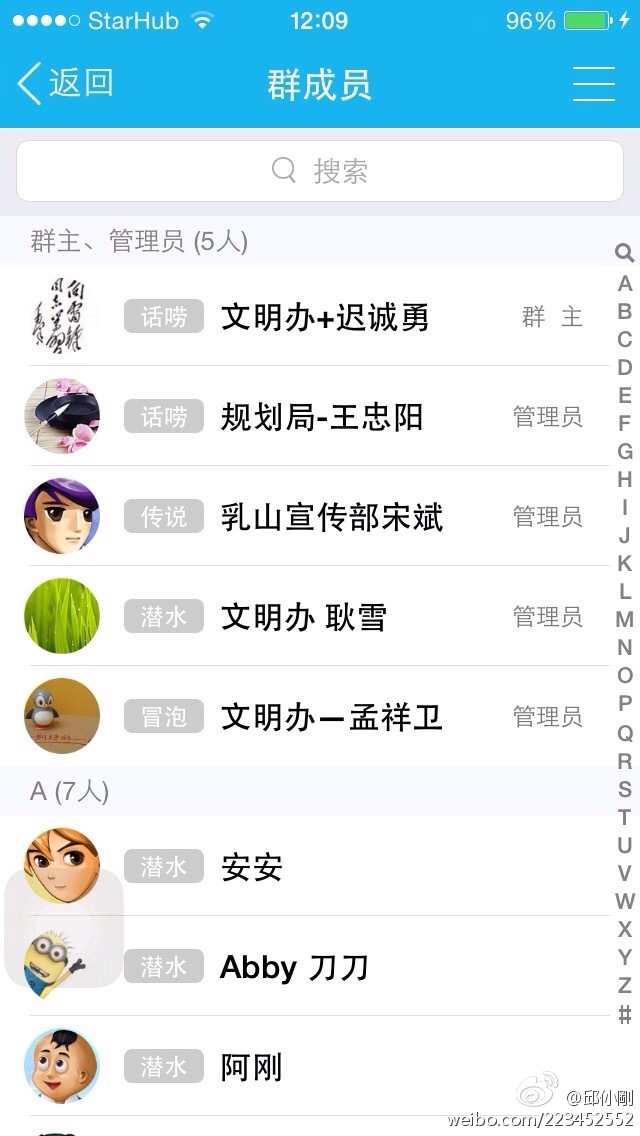 StarHub 12:09 96%
返回 群成员
搜索
群主、管理员 (5人)
话唠 文明办+迟诚勇 群 主
话唠 规划局-王忠阳 管理员
传说 乳山宣传部宋斌 管理员
潜水 文明办 耿雪 管理员
冒泡 文明办—孟祥卫 管理员
A (7人)
潜水 安安
潜水 Abby 刀刀
潜水 阿刚
A
B
C
D
E
F
G
H
I
J
K
L
M
N
O
P
Q
R
S
T
U
V
W
X
Y
Z
#
weibo.com/223452552